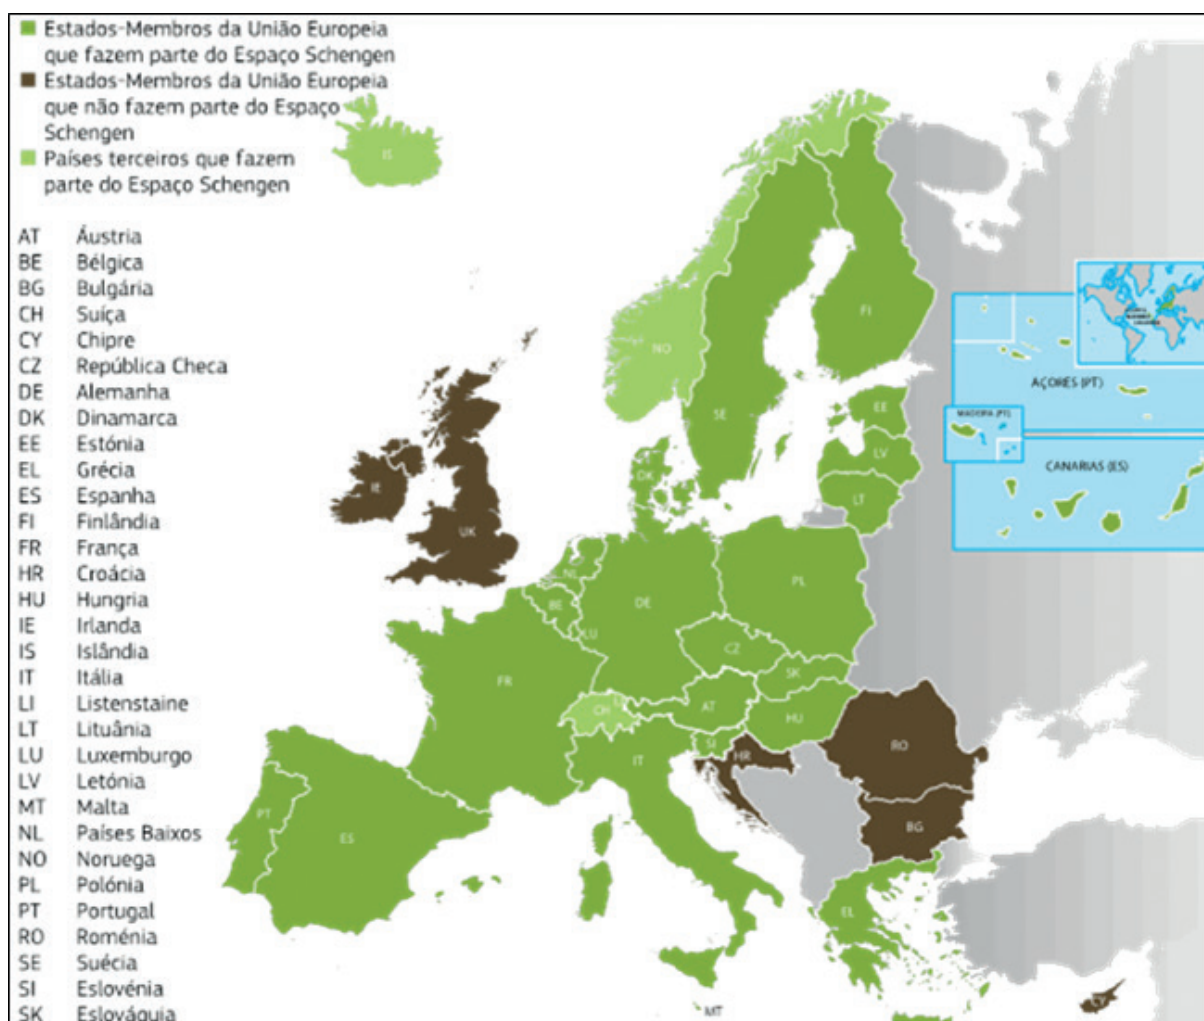 Estados-Membros da União Europeia
que fazem parte do Espaço Schengen
Estados-Membros da União Europeia
que não fazem parte do Espaço
Schengen
Países terceiros que fazem
parte do Espaço Schengen
AT Áustria
BE Bélgica
BG Bulgária
CH Suíça
CY Chipre
CZ República Checa
DE Alemanha
DK Dinamarca
EE Estónia
EL Grécia
ES Espanha
FI Finlândia
FR França
HR Croácia
HU Hungria
IE Irlanda
IS Islândia
IT Itália
LI Listenstaine
LT Lituânia
LU Luxemburgo
LV Letónia
MT Malta
NL Países Baixos
NO Noruega
PL Polónia
PT Portugal
RO Roménia
SE Suécia
SI Eslovénia
SK Eslováquia
IS
NO
SE
FI
EE
LV
LT
DK
IE
UK
NL
BE
LU
DE
PL
CZ
SK
FR
CH
AT
HU
SI
HR
RO
IT
BG
PT
ES
EL
MT
CY
AÇORES (PT)
MADEIRA (PT)
CANARIAS (ES)